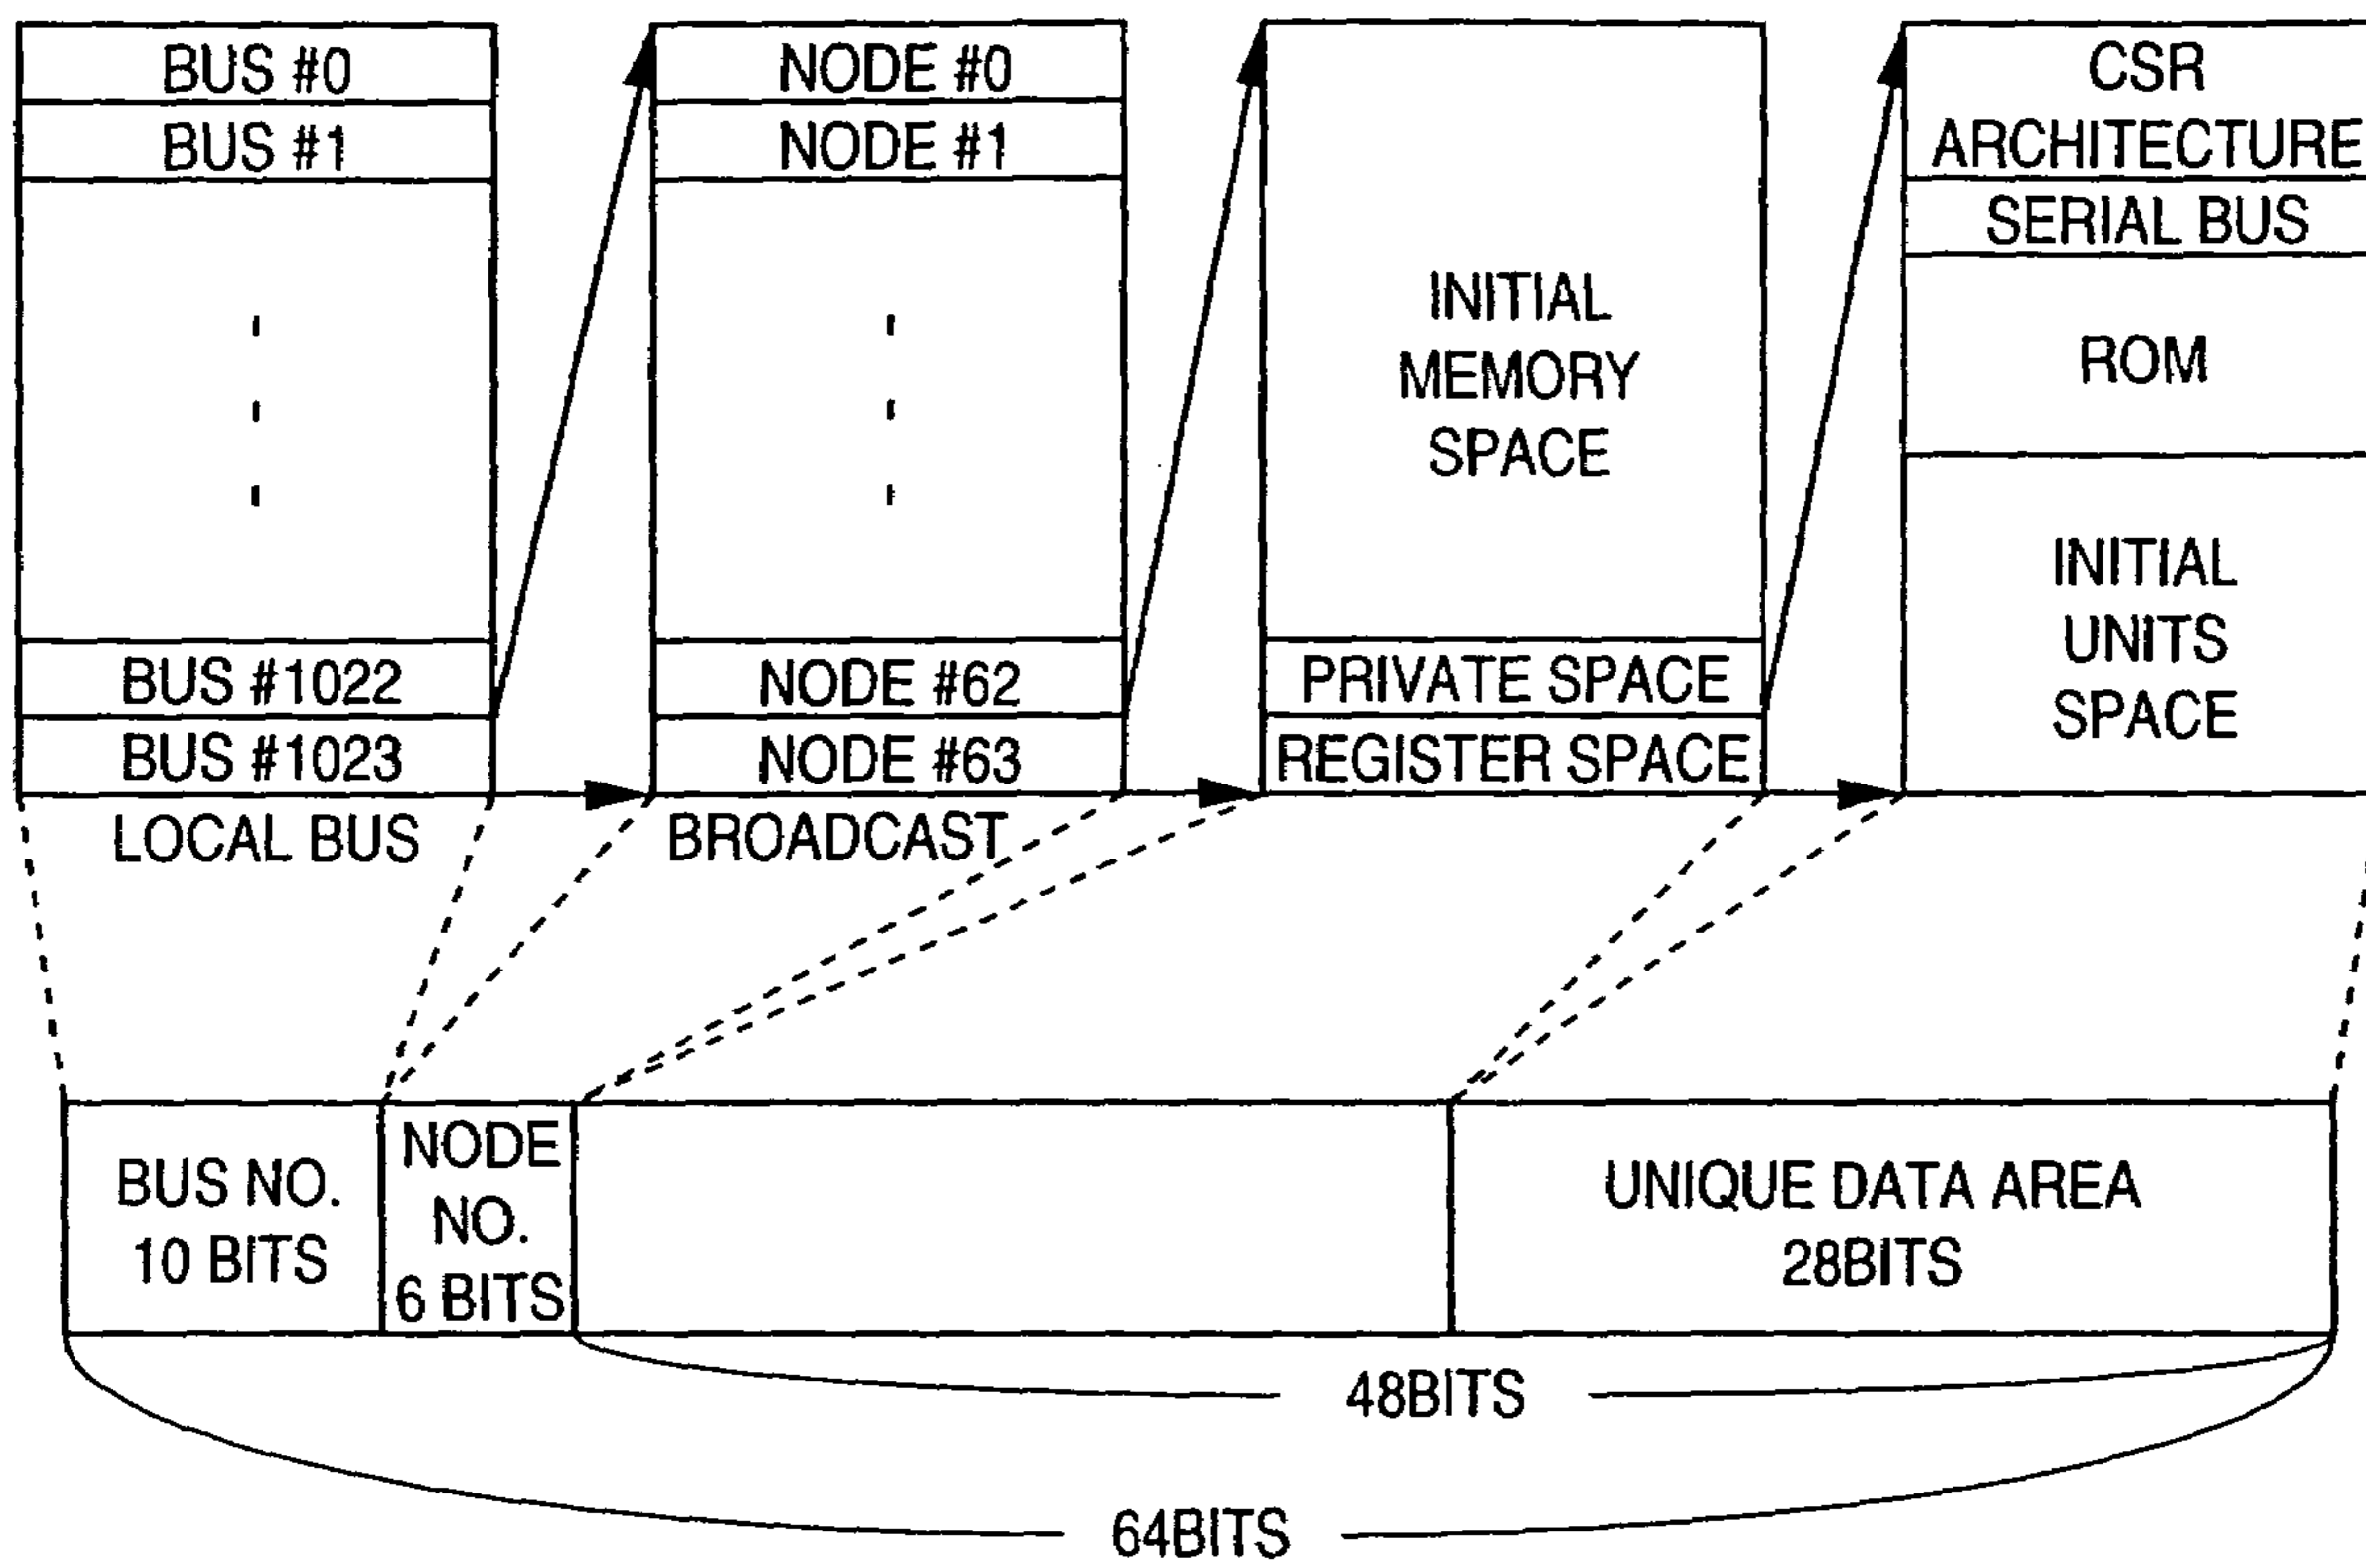 BUS #0
BUS #1
BUS #1022
BUS #1023
LOCAL BUS
NODE #0
NODE #1
NODE #62
NODE #63
BROADCAST
INITIAL
MEMORY
SPACE
PRIVATE SPACE
REGISTER SPACE
CSR
ARCHITECTURE
SERIAL BUS
ROM
INITIAL
UNITS
SPACE
BUS NO.
10 BITS
NODE
NO.
6 BITS
UNIQUE DATA AREA
28BITS
48BITS
64BITS